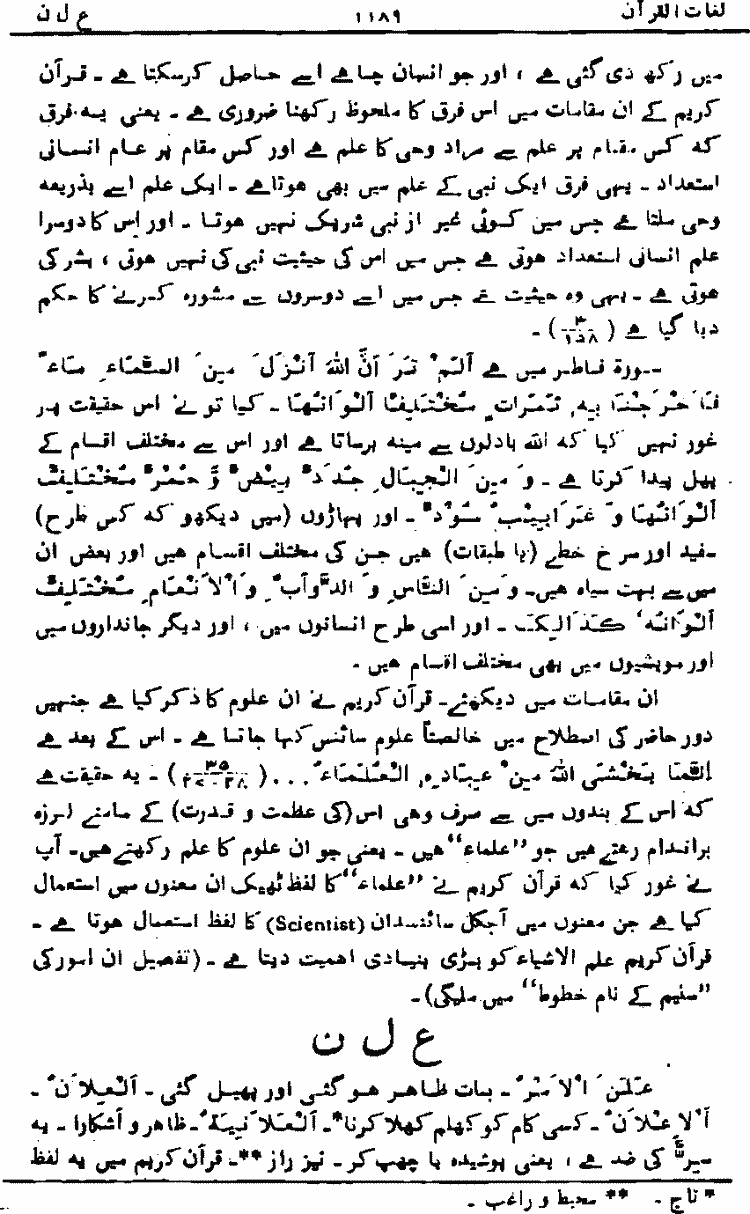 لغات القرآن ۱۱۸۹ ع ل ن
میں رکھ دی گئی ہے ، اور جو انسان چاہے اسے حاصل کرسکتا ہے ۔ قرآن
کریم کے ان مقامات میں اس فرق کا ملحوظ رکھنا ضروری ہے ۔ یعنی یہ فرق
کہ کس مقام پر علم سے مراد وحی کا علم ہے اور کس مقام پر عام انسانی
استعداد ۔ یہی فرق ایک نبی کے علم میں بھی ہوتا ہے ۔ ایک علم اسے بذریعہ
وحی ملتا ہے جس میں کوئی غیر از نبی شریک نہیں ہوتا ۔ اور اس کا دوسرا
علم انسانی استعداد ہوتی ہے جس میں اس کی حیثیت نبی کی نہیں ہوتی ، بشر کی
ہوتی ہے ۔ یہی وہ حیثیت ہے جس میں اسے دوسروں سے مشورہ کرنے کا حکم
دیا گیا ہے (۳/۱۵۸) ۔
سورۃ فاطر میں ہے اَلَمْ تَرَ اَنَّ اللہَ اَنْزَلَ مِنَ السَّمَاءِ مَاءً
فَاَخْرَجْنَا بِہٖ ثَمَرَاتٍ مُّخْتَلِفًا اَلْوَانُھَا ۔ کیا تو نے اس حقیقت پر
غور نہیں کیا کہ اللہ بادلوں سے مینہ برساتا ہے اور اس سے مختلف اقسام کے
پھل پیدا کرتا ہے ۔ وَ مِنَ الْجِبَالِ جُدَدٌ بِیْضٌ وَّ حُمْرٌ مُّخْتَلِفٌ
اَلْوَانُھَا وَ غَرَابِیْبُ سُوْدٌ ۔ اور پہاڑوں (میں دیکھو کہ کس طرح)
سفید اور سرخ خطے (یا طبقات) ہیں جن کی مختلف اقسام ہیں اور بعض ان
میں سے بہت سیاہ ہیں۔ وَ مِنَ النَّاسِ وَ الدَّوَآبِّ وَ الْاَنْعَامِ مُخْتَلِفٌ
اَلْوَانُہٗ کَذَالِکَ ۔ اور اسی طرح انسانوں میں ، اور دیگر جانداروں میں
اور مویشیوں میں بھی مختلف اقسام ہیں ۔
ان مقامات میں دیکھئے۔ قرآن کریم نے ان علوم کا ذکر کیا ہے جنہیں
دور حاضر کی اصطلاح میں خالصتاً علوم سائنس کہا جاتا ہے ۔ اس کے بعد ہے
اِنَّمَا یَخْشَی اللہَ مِنْ عِبَادِہِ الْعُلَمَاءُ ... (۳۵/۲۷-۲۸) ۔ یہ حقیقت ہے
کہ اس کے بندوں میں سے صرف وہی اس (کی عظمت و قدرت) کے سامنے لرزہ
براندام رہتے ہیں جو ”علماء“ ہیں ۔ یعنی جو ان علوم کا علم رکھتے ہیں۔ آپ
نے غور کیا کہ قرآن کریم نے ”علماء“ کا لفظ ٹھیک ان معنوں میں استعمال
کیا ہے جن معنوں میں آجکل سائنسدان (Scientist) کا لفظ استعمال ہوتا ہے ۔
قرآن کریم علم الاشیاء کو بڑی بنیادی اہمیت دیتا ہے ۔ (تفصیل ان امور کی
”سلیم کے نام خطوط“ میں ملیگی) ۔
ع ل ن
عَلَنَ الْاَمْرُ ۔ بات ظاہر ہو گئی اور پھیل گئی ۔ اَلْعِلَانُ ۔
اَلْاِعْلَانُ ۔ کسی کام کو کھلم کھلا کرنا* ۔ اَلْعَلَانِیَۃُ ۔ ظاہر و آشکارا ۔ یہ
سِرٌّ کی ضد ہے ، یعنی پوشیدہ یا چھپ کر ۔ نیز راز** ۔ قرآن کریم میں یہ لفظ
* تاج ۔ ** محیط و راغب ۔